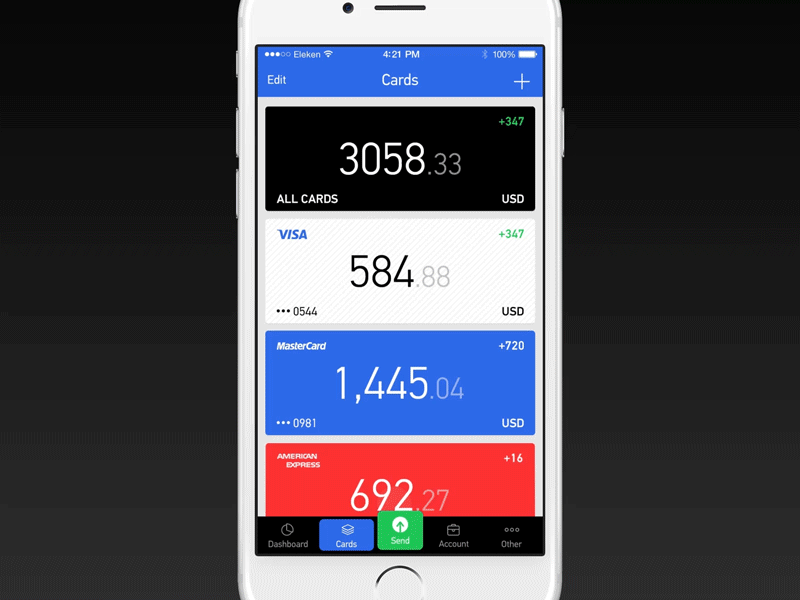 Eleken 4:21 PM 100%
Edit Cards +
+347
3058.33
ALL CARDS USD
VISA +347
584.88
••• 0544 USD
MasterCard +720
1,445.04
••• 0981 USD
AMERICAN +16
EXPRESS
692.27
Dashboard Cards Send Account Other